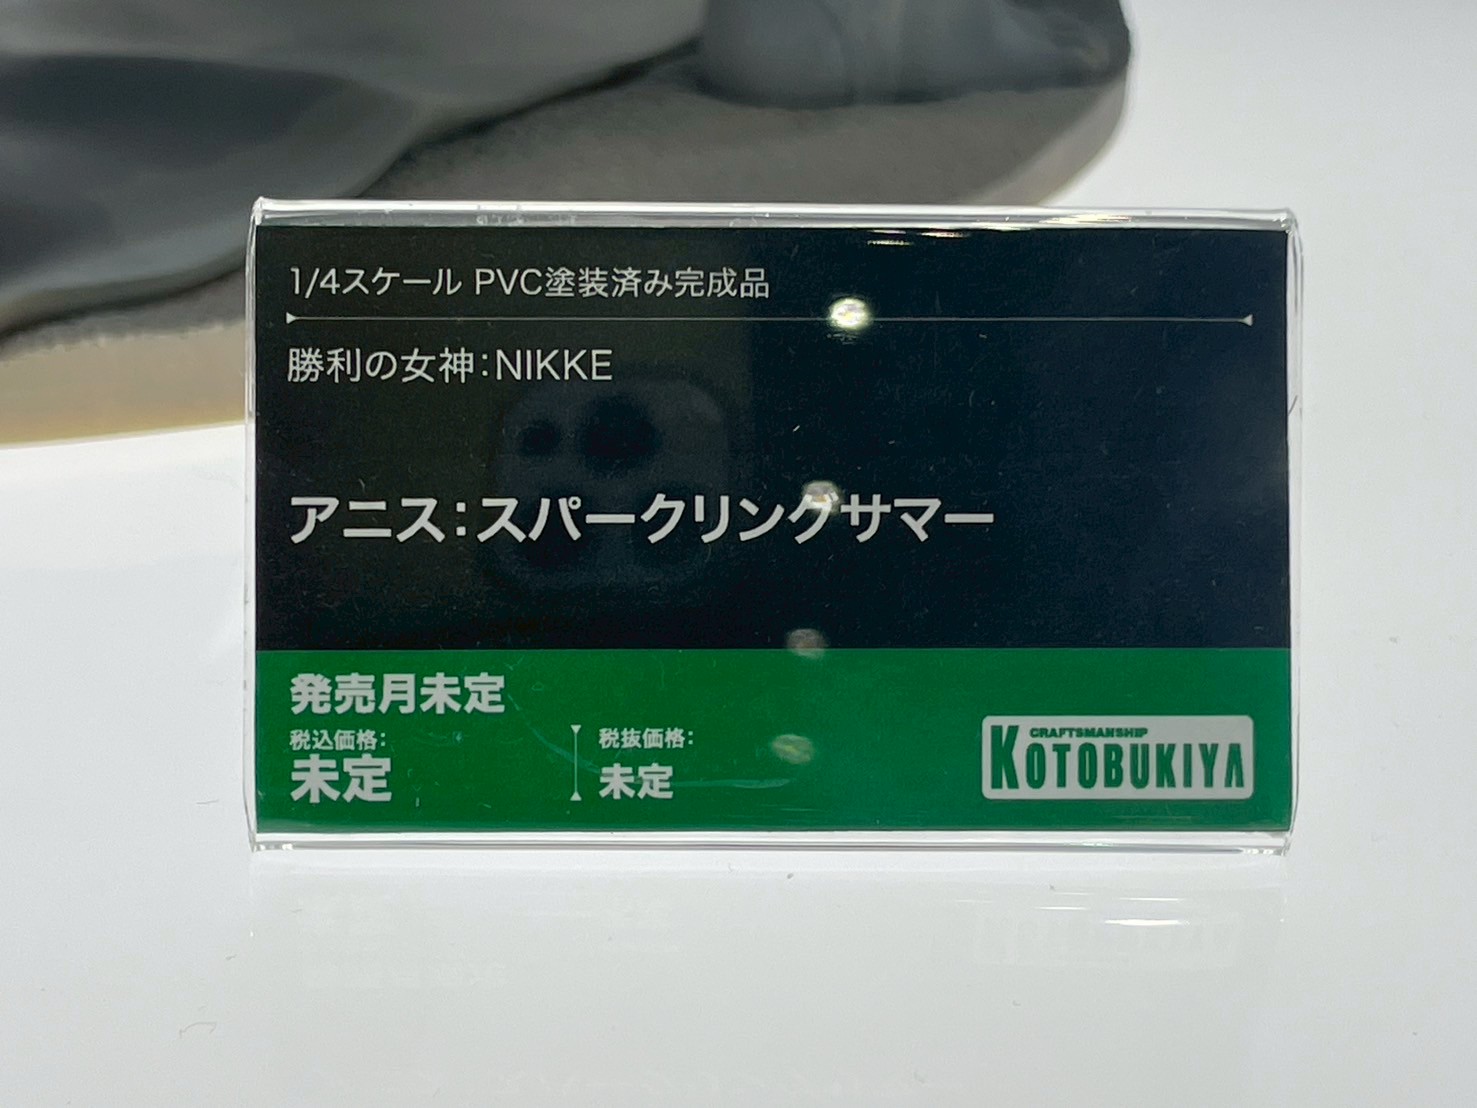 1/4スケール PVC塗装済み完成品
勝利の女神：NIKKE
アニス：スパークリングサマー
発売月未定
税込価格：
未定
税抜価格：
未定
CRAFTSMANSHIP
KOTOBUKIYA